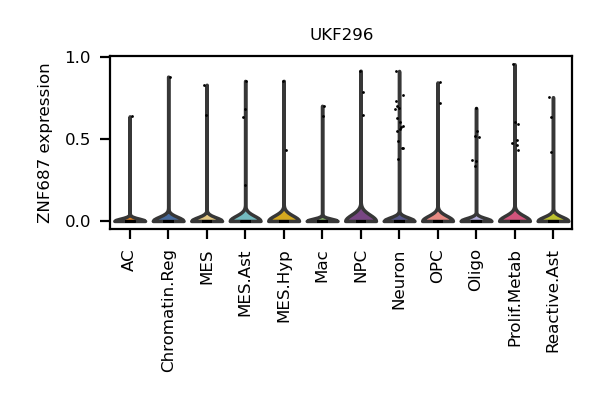 UKF296
ZNF687 expression
1.0
0.5
0.0
AC
Chromatin.Reg
MES
MES.Ast
MES.Hyp
Mac
NPC
Neuron
OPC
Oligo
Prolif.Metab
Reactive.Ast